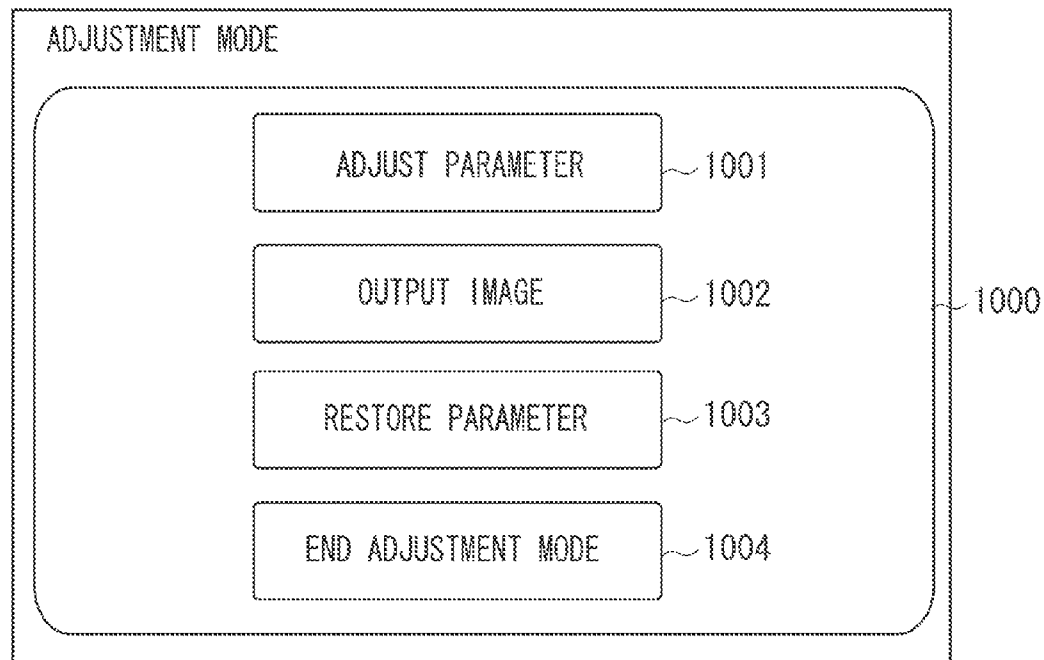 ADJUSTMENT MODE
ADJUST PARAMETER
1001
OUTPUT IMAGE
1002
1000
RESTORE PARAMETER
1003
END ADJUSTMENT MODE
1004